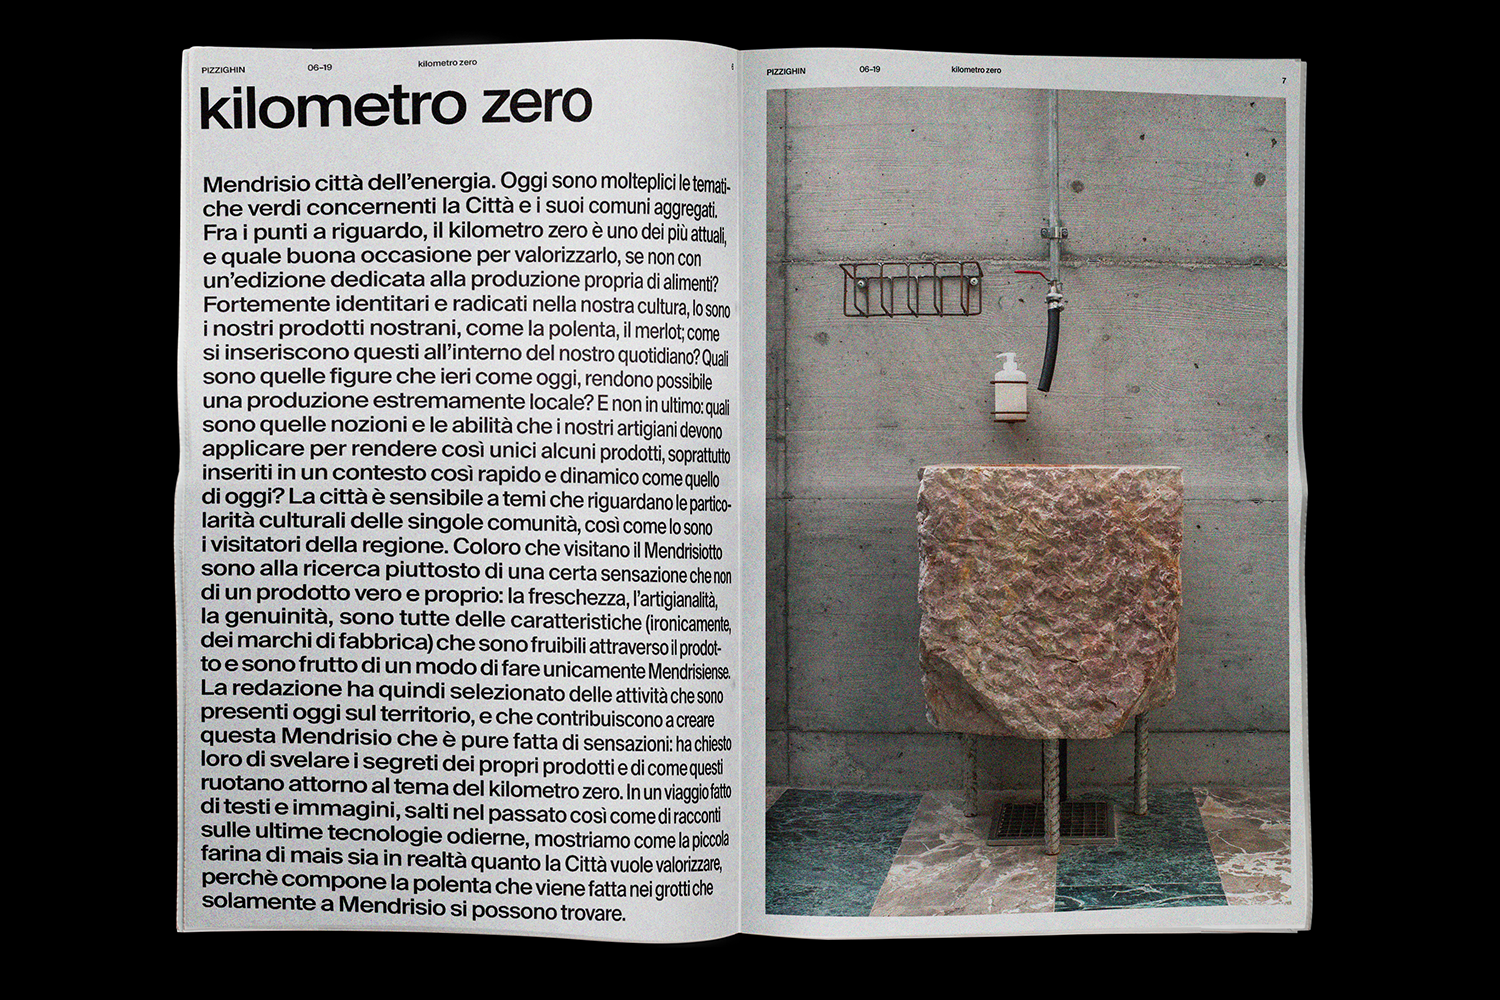 PIZZIGHIN 06–19 kilometro zero 6
kilometro zero
Mendrisio città dell’energia. Oggi sono molteplici le temati-
che verdi concernenti la Città e i suoi comuni aggregati.
Fra i punti a riguardo, il kilometro zero è uno dei più attuali,
e quale buona occasione per valorizzarlo, se non con
un’edizione dedicata alla produzione propria di alimenti?
Fortemente identitari e radicati nella nostra cultura, lo sono
i nostri prodotti nostrani, come la polenta, il merlot; come
si inseriscono questi all’interno del nostro quotidiano? Quali
sono quelle figure che ieri come oggi, rendono possibile
una produzione estremamente locale? E non in ultimo: quali
sono quelle nozioni e le abilità che i nostri artigiani devono
applicare per rendere così unici alcuni prodotti, soprattutto
inseriti in un contesto così rapido e dinamico come quello
di oggi? La città è sensibile a temi che riguardano le partico-
larità culturali delle singole comunità, così come lo sono
i visitatori della regione. Coloro che visitano il Mendrisiotto
sono alla ricerca piuttosto di una certa sensazione che non
di un prodotto vero e proprio: la freschezza, l’artigianalità,
la genuinità, sono tutte delle caratteristiche (ironicamente,
dei marchi di fabbrica) che sono fruibili attraverso il prodot-
to e sono frutto di un modo di fare unicamente Mendrisiense.
La redazione ha quindi selezionato delle attività che sono
presenti oggi sul territorio, e che contribuiscono a creare
questa Mendrisio che è pure fatta di sensazioni: ha chiesto
loro di svelare i segreti dei propri prodotti e di come questi
ruotano attorno al tema del kilometro zero. In un viaggio fatto
di testi e immagini, salti nel passato così come di racconti
sulle ultime tecnologie odierne, mostriamo come la piccola
farina di mais sia in realtà quanto la Città vuole valorizzare,
perchè compone la polenta che viene fatta nei grotti che
solamente a Mendrisio si possono trovare.
PIZZIGHIN 06–19 kilometro zero 7